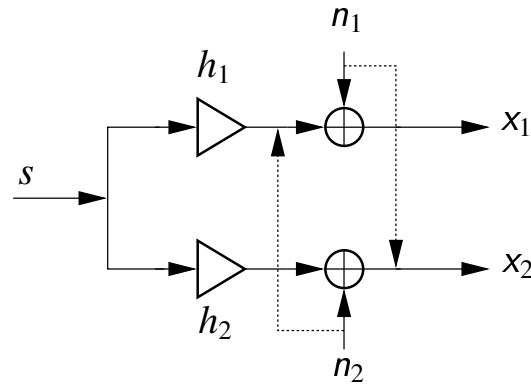 n₁
h₁
x₁
s
x₂
h₂
n₂